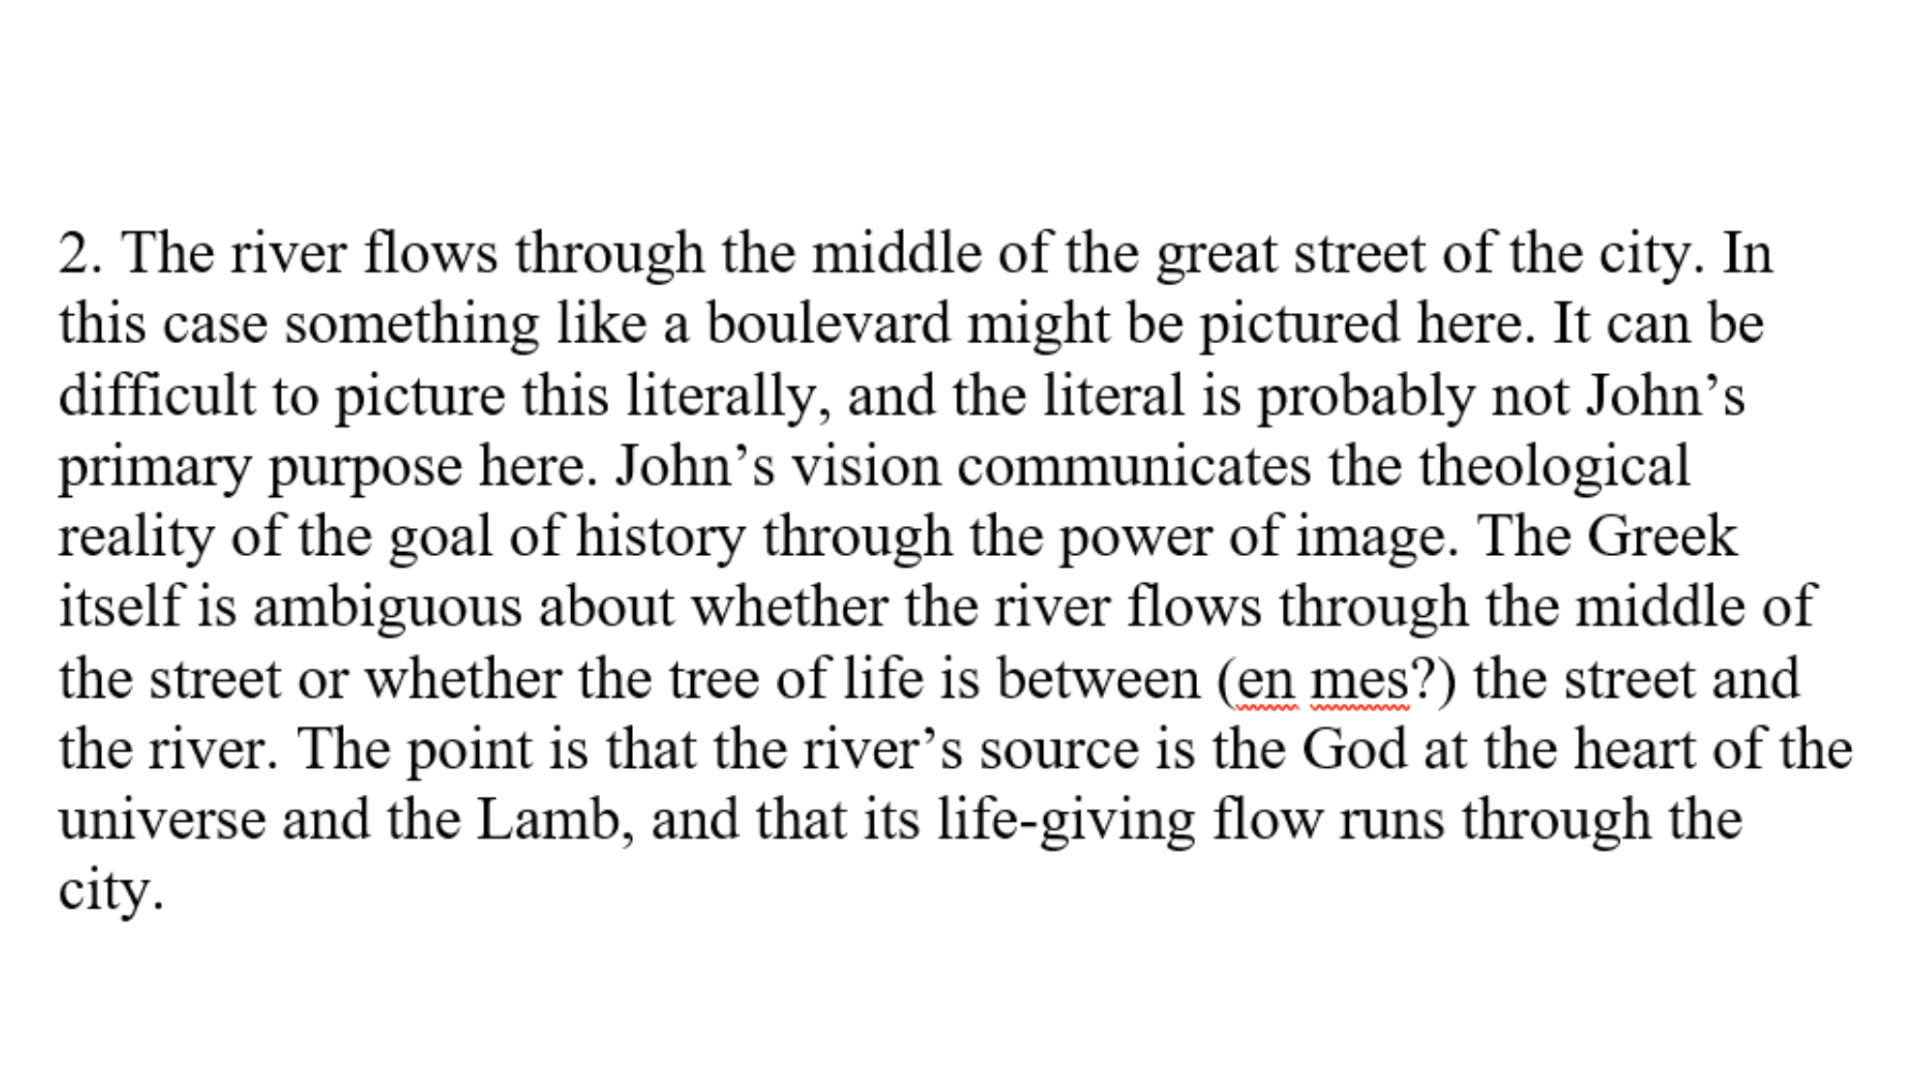 2. The river flows through the middle of the great street of the city. In
this case something like a boulevard might be pictured here. It can be
difficult to picture this literally, and the literal is probably not John’s
primary purpose here. John’s vision communicates the theological
reality of the goal of history through the power of image. The Greek
itself is ambiguous about whether the river flows through the middle of
the street or whether the tree of life is between (en mes?) the street and
the river. The point is that the river’s source is the God at the heart of the
universe and the Lamb, and that its life-giving flow runs through the
city.